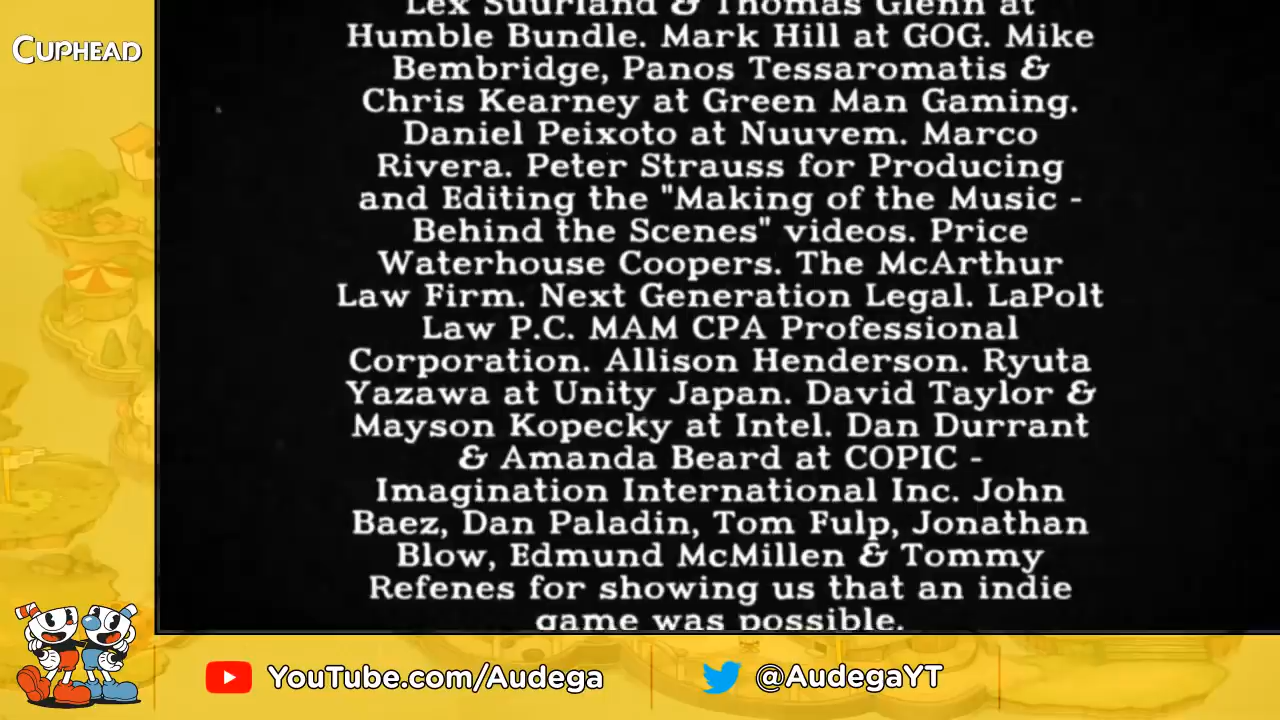 CUPHEAD
Lex Suurland & Thomas Glenn at
Humble Bundle. Mark Hill at GOG. Mike
Bembridge, Panos Tessaromatis &
Chris Kearney at Green Man Gaming.
Daniel Peixoto at Nuuvem. Marco
Rivera. Peter Strauss for Producing
and Editing the "Making of the Music -
Behind the Scenes" videos. Price
Waterhouse Coopers. The McArthur
Law Firm. Next Generation Legal. LaPolt
Law P.C. MAM CPA Professional
Corporation. Allison Henderson. Ryuta
Yazawa at Unity Japan. David Taylor &
Mayson Kopecky at Intel. Dan Durrant
& Amanda Beard at COPIC -
Imagination International Inc. John
Baez, Dan Paladin, Tom Fulp, Jonathan
Blow, Edmund McMillen & Tommy
Refenes for showing us that an indie
game was possible.
YouTube.com/Audega
@AudegaYT